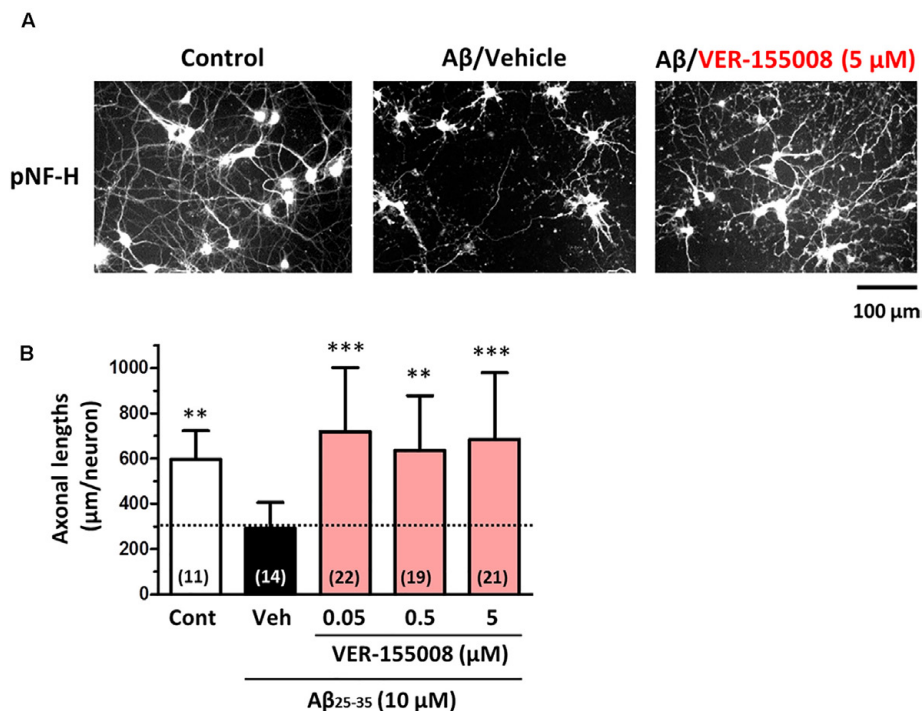 A
Control
Aβ/Vehicle
Aβ/VER-155008 (5 μM)
pNF-H
100 μm
B
Axonal lengths
(μm/neuron)
1000
800
600
400
200
0
**
***
**
***
(11)
(14)
(22)
(19)
(21)
Cont
Veh
0.05
0.5
5
VER-155008 (μM)
Aβ25-35 (10 μM)